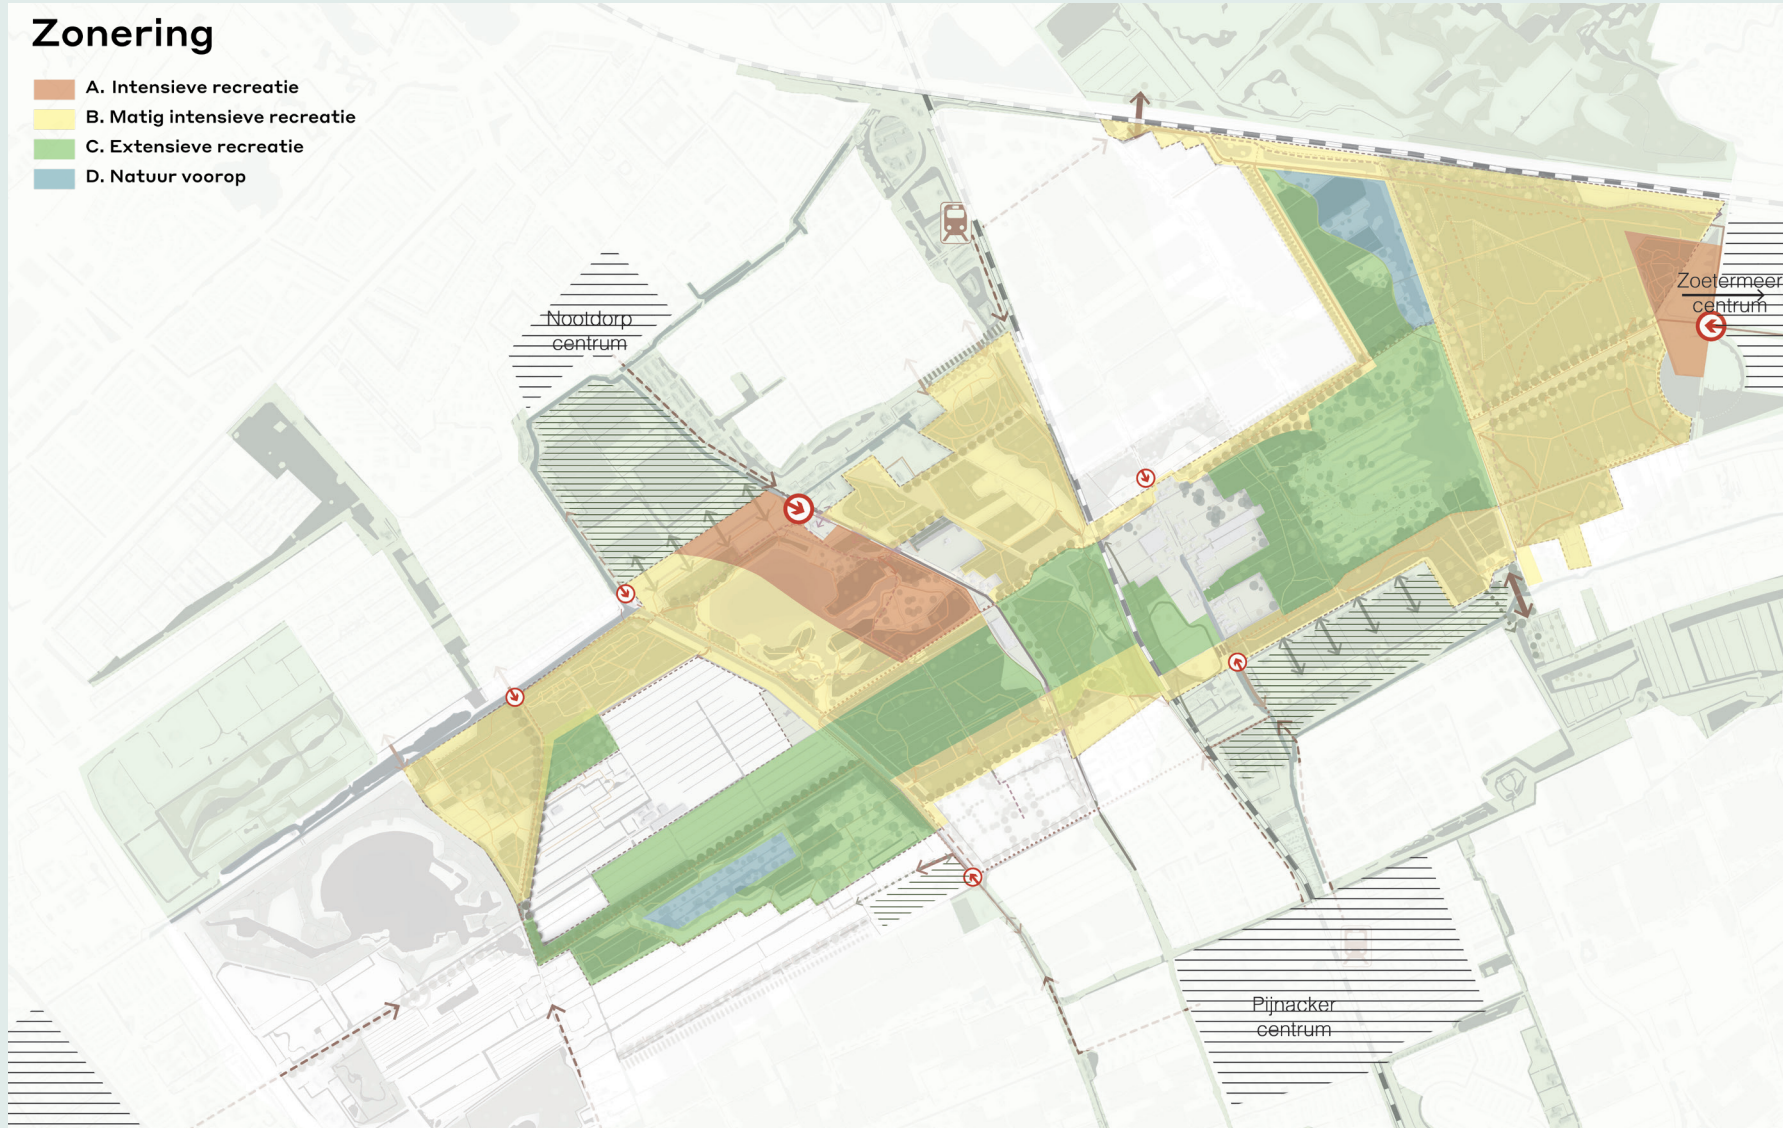 Zonering
A. Intensieve recreatie
B. Matig intensieve recreatie
C. Extensieve recreatie
D. Natuur voorop
Nootdorp
centrum
Zoetermeer
centrum
Pijnacker
centrum